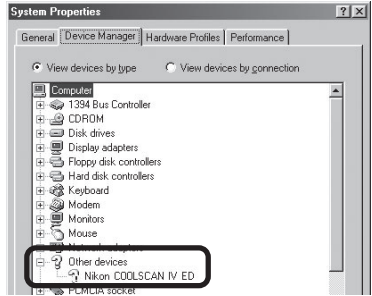 System Properties
General Device Manager Hardware Profiles Performance
View devices by type View devices by connection
Computer
1394 Bus Controller
CDROM
Disk drives
Display adapters
Floppy disk controllers
Hard disk controllers
Keyboard
Modem
Monitors
Mouse
Network adapters
Other devices
Nikon COOLSCAN IV ED
PCMCIA socket